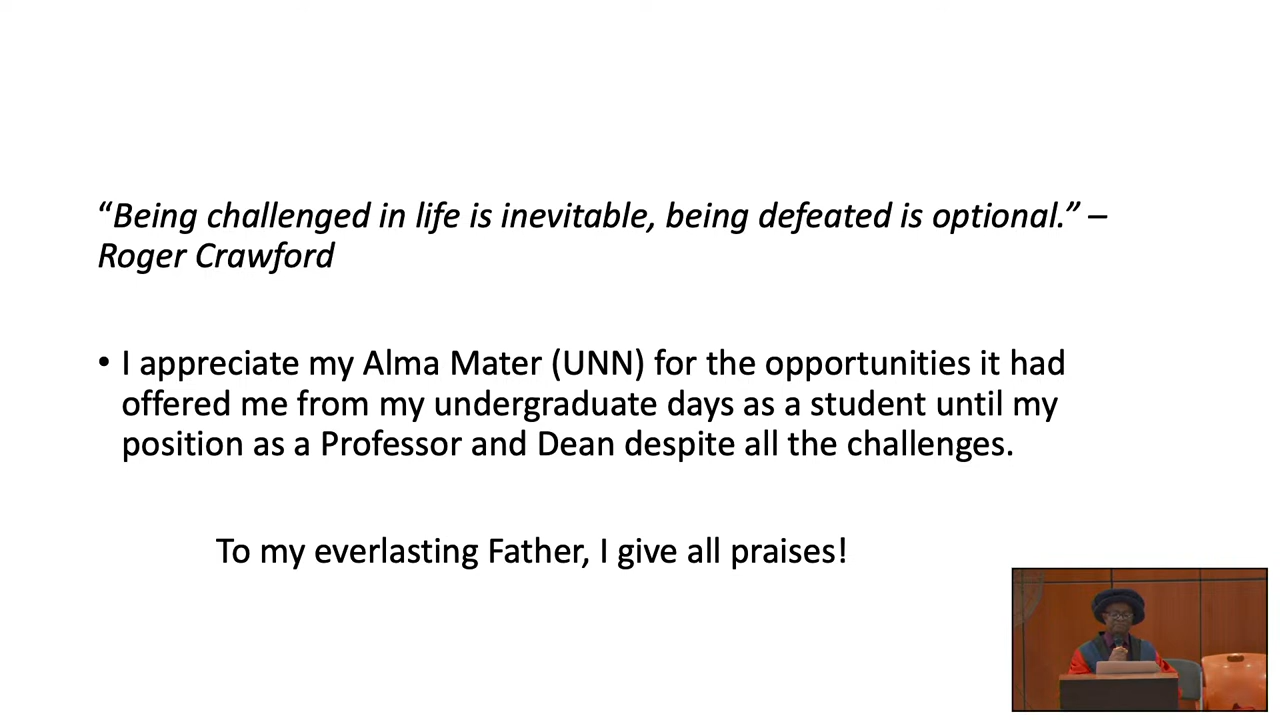 “Being challenged in life is inevitable, being defeated is optional.” –
Roger Crawford
• I appreciate my Alma Mater (UNN) for the opportunities it had
offered me from my undergraduate days as a student until my
position as a Professor and Dean despite all the challenges.
To my everlasting Father, I give all praises!